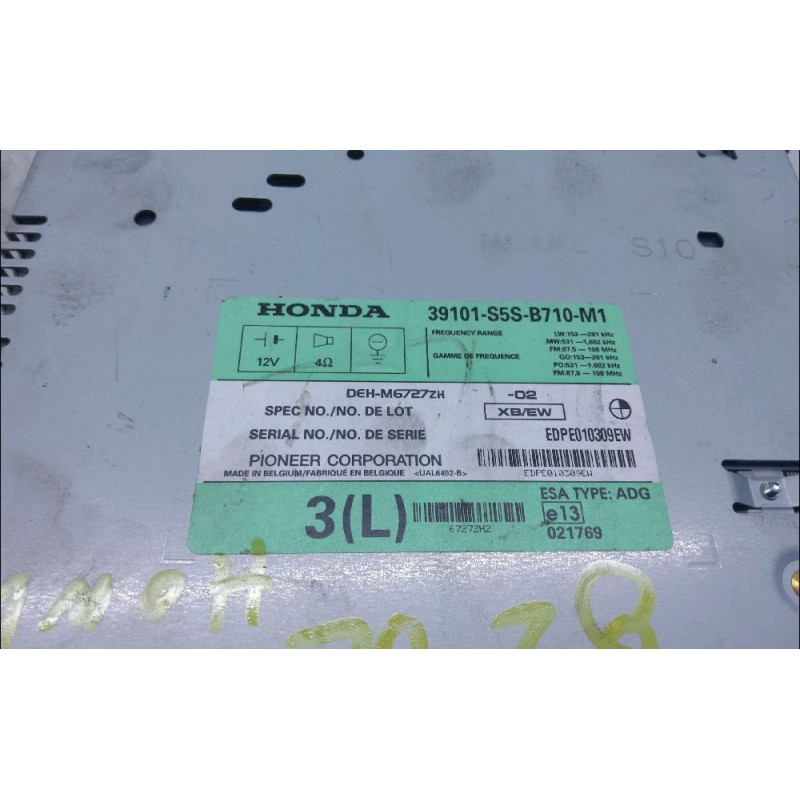 S10
HONDA 39101-S5S-B710-M1
FREQUENCY RANGE LW:153—281 kHz
MW:531—1,602 kHz
FM:87.5—108 MHz
GAMME DE FREQUENCE GO:153—281 kHz
PO:531—1.602 kHz
FM:87,5—108 MHz
12V 4Ω
DEH-M6727ZH -02
SPEC NO./NO. DE LÓT XB/EW
SERIAL NO./NO. DE SERIE EDPE010309EW
PIONEER CORPORATION
MADE IN BELGIUM/FABRIQUÉ EN BELGIQUE <UAL6492-B> EDPE010309EW
3(L) ESA TYPE: ADG
e13
6727ZH2 021769